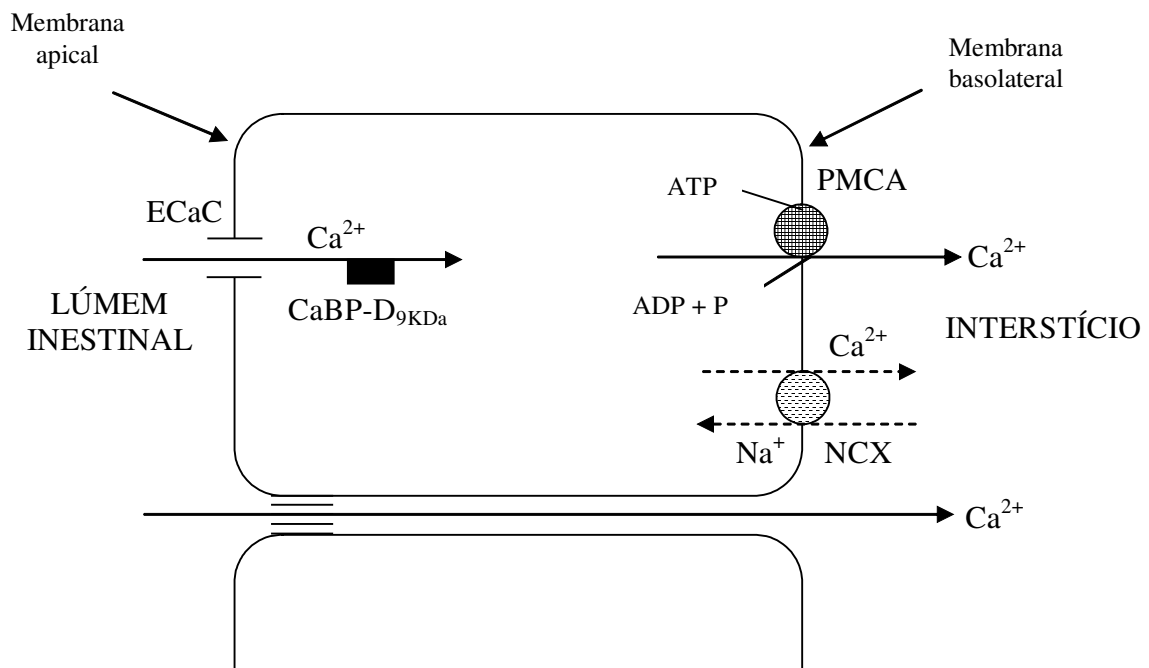 Membrana
apical
Membrana
basolateral
ATP
PMCA
ECaC
Ca²⁺
Ca²⁺
LÚMEM
INESTINAL
CaBP-D₉KDa
ADP + P
INTERSTÍCIO
Ca²⁺
Na⁺
NCX
Ca²⁺